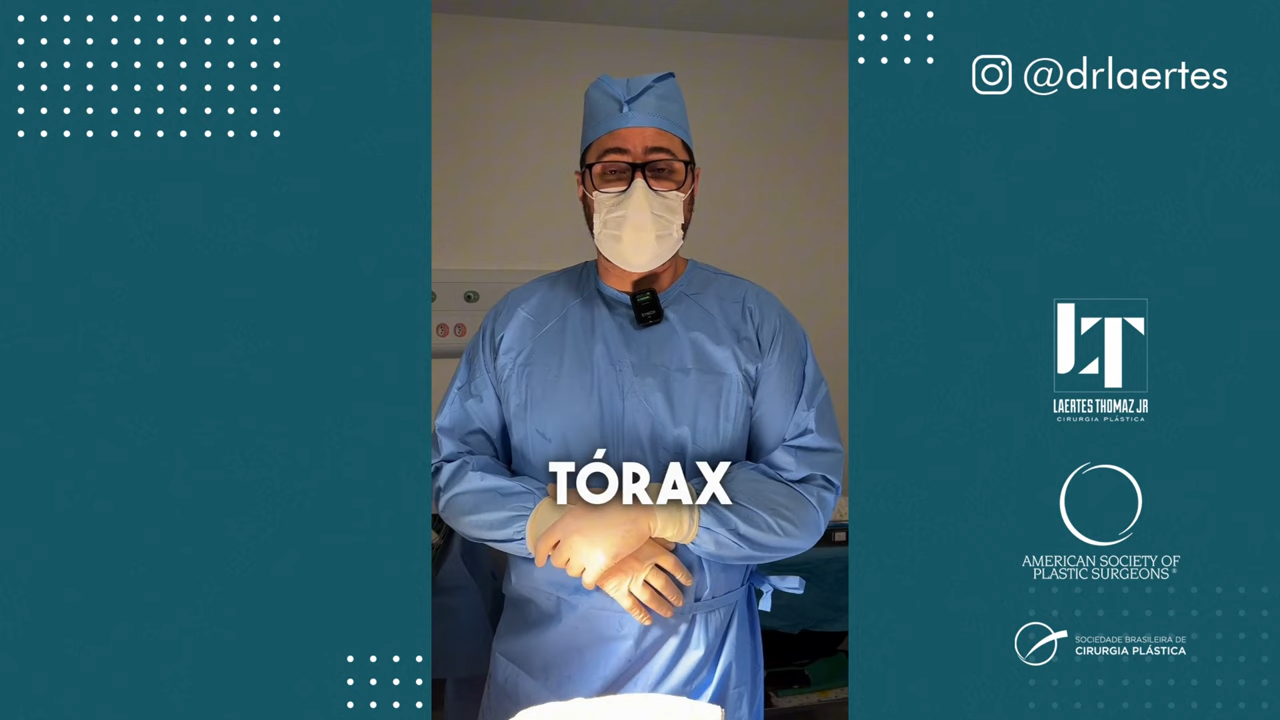 @drlaertes
TÓRAX
LT
LAERTES THOMAZ JR
CIRURGIA PLÁSTICA
AMERICAN SOCIETY OF
PLASTIC SURGEONS®
SOCIEDADE BRASILEIRA DE
CIRURGIA PLÁSTICA